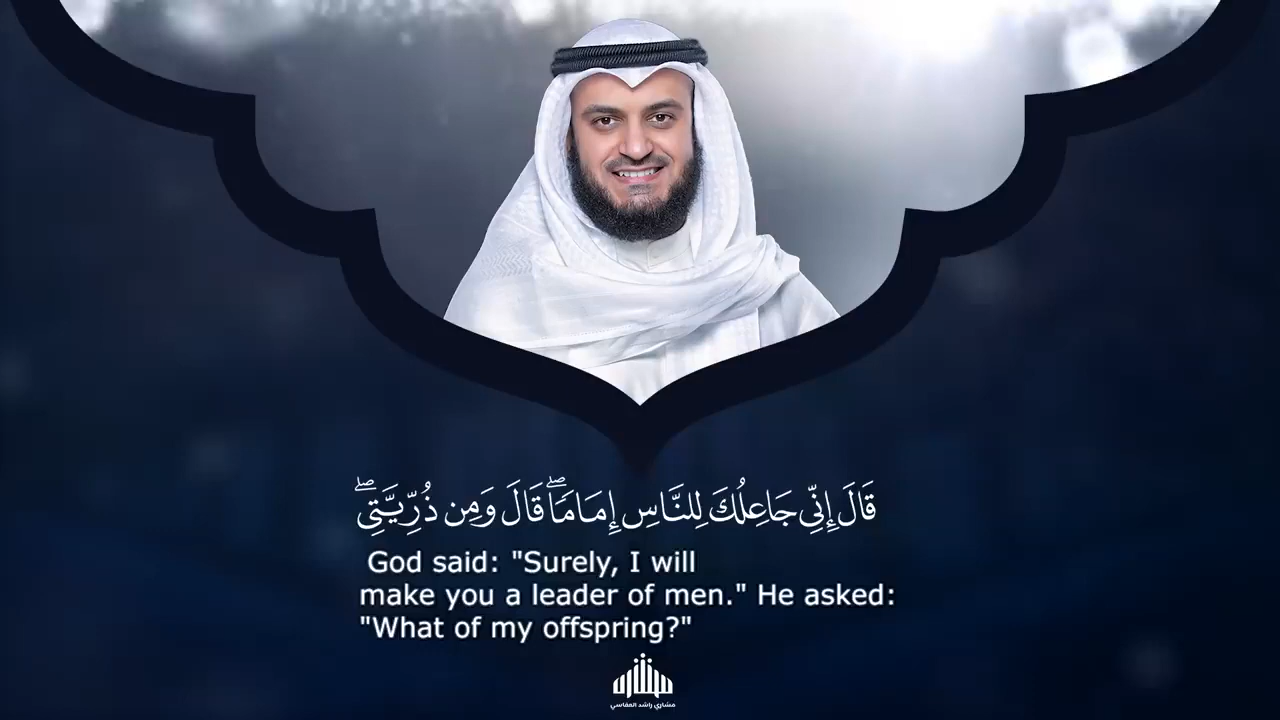 قَالَ إِنِّي جَاعِلُكَ لِلنَّاسِ إِمَامًاۖ قَالَ وَمِن ذُرِّيَّتِيۖ
God said: "Surely, I will
make you a leader of men." He asked:
"What of my offspring?"
مشاري راشد العفاسي